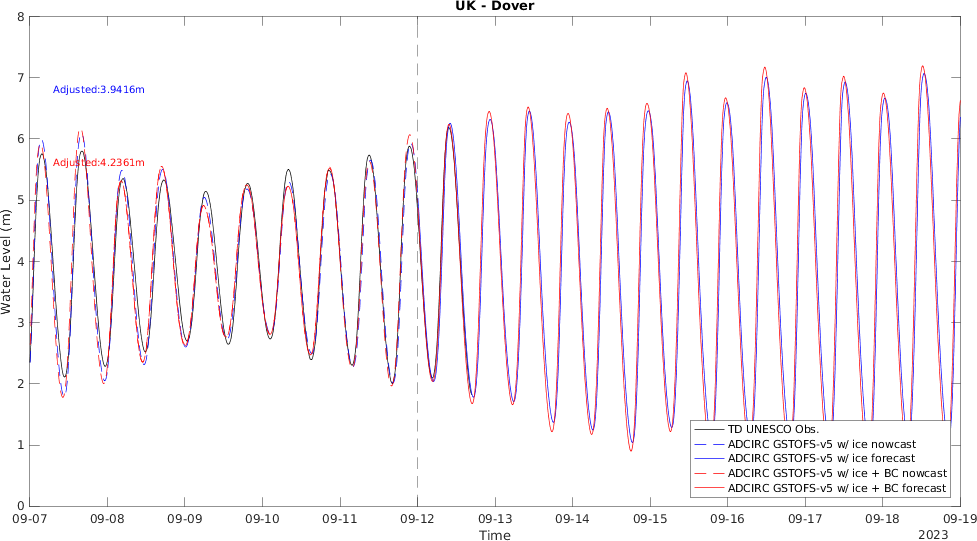 UK - Dover
8
7
6
5
4
3
2
1
0
Water Level (m)
Adjusted:3.9416m
Adjusted:4.2361m
TD UNESCO Obs.
ADCIRC GSTOFS-v5 w/ ice nowcast
ADCIRC GSTOFS-v5 w/ ice forecast
ADCIRC GSTOFS-v5 w/ ice + BC nowcast
ADCIRC GSTOFS-v5 w/ ice + BC forecast
09-07 09-08 09-09 09-10 09-11 09-12 09-13 09-14 09-15 09-16 09-17 09-18 09-19
Time
2023